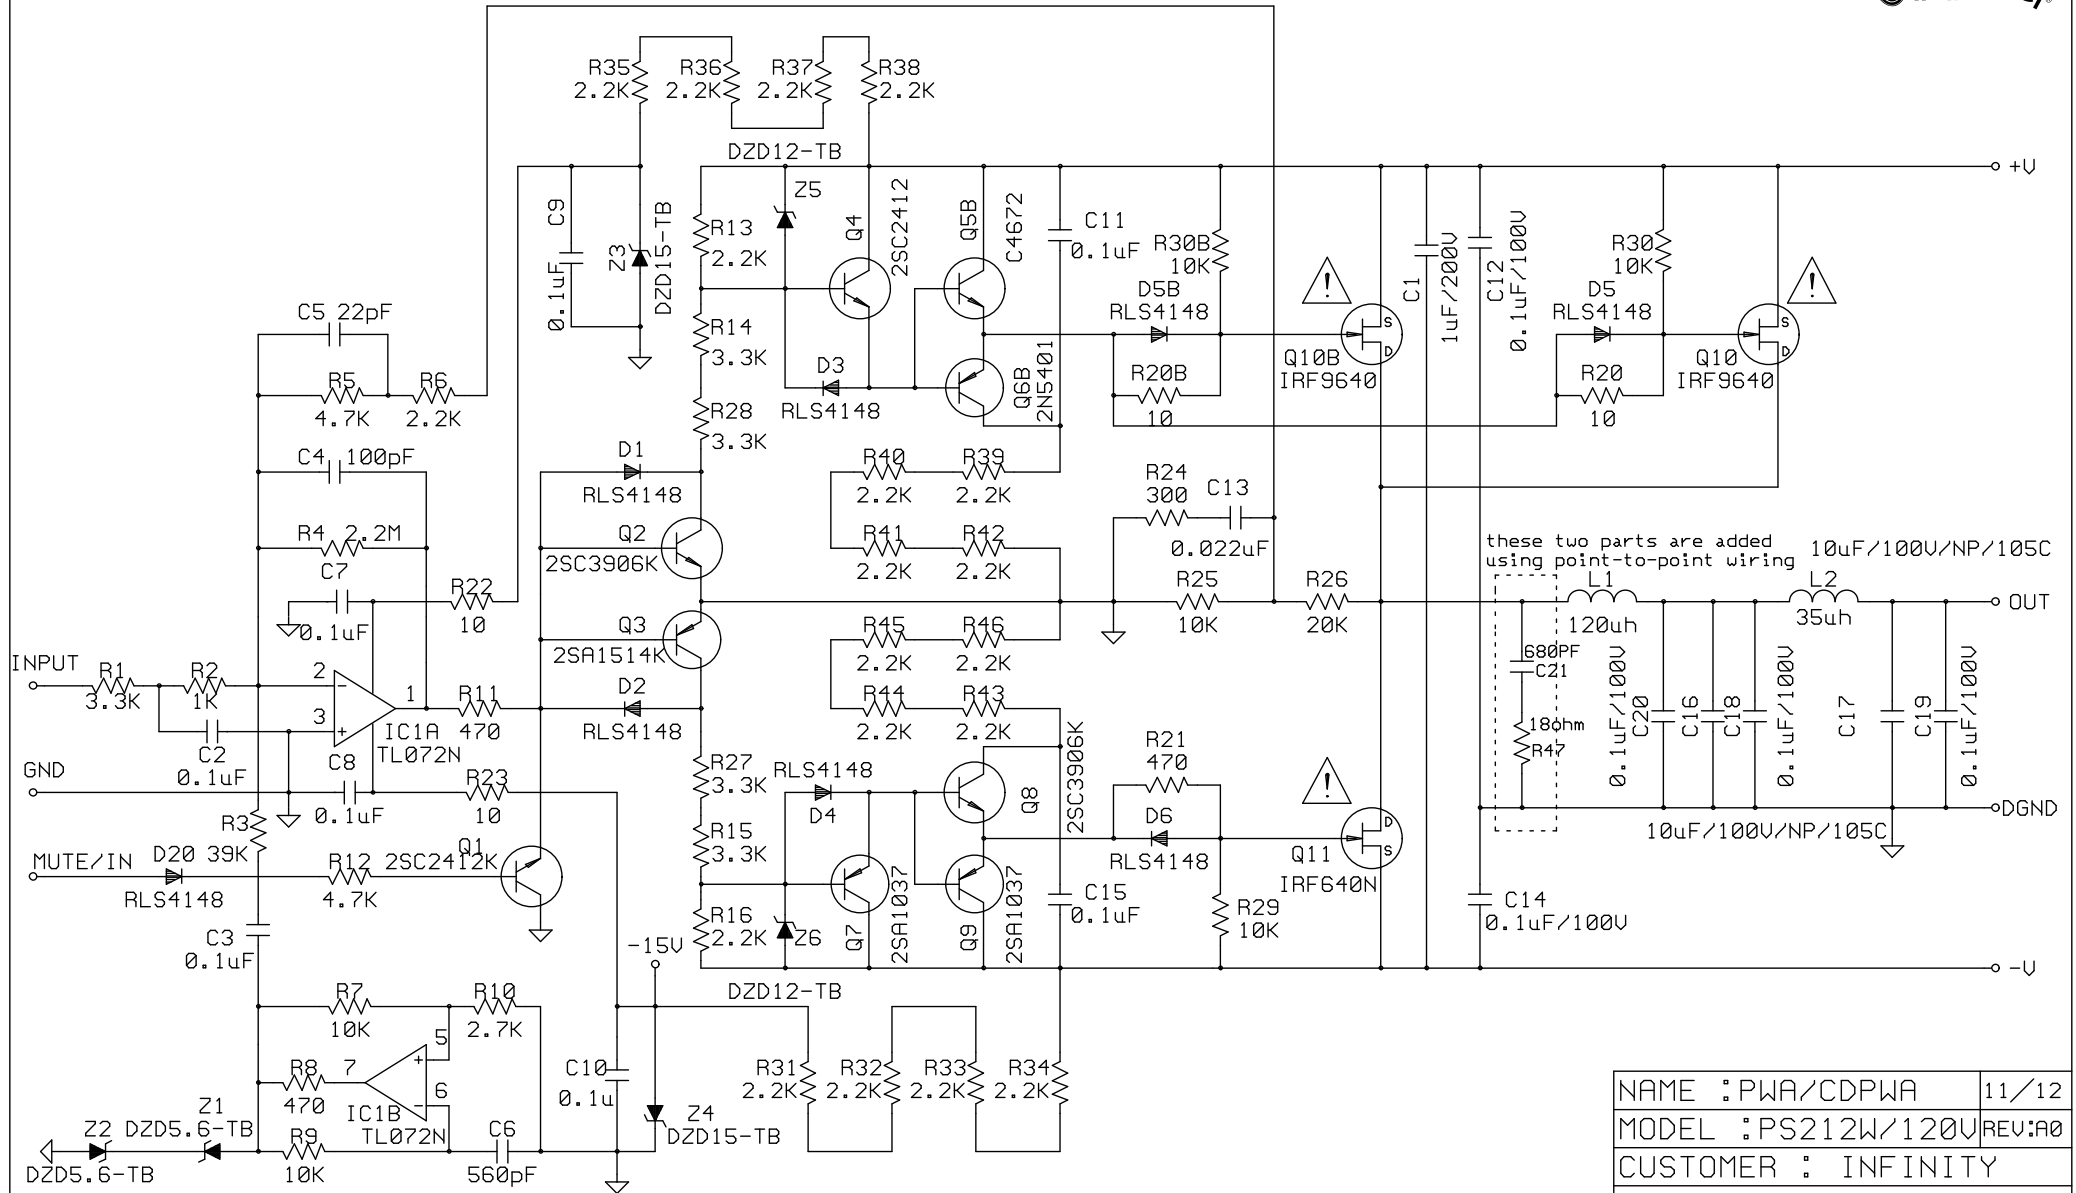 R35
2.2K
R36
2.2K
R37
2.2K
R38
2.2K
DZD12-TB
+V
C9
0.1uF
Z3
DZD15-TB
R13
2.2K
Z5
Q4
2SC2412
Q5B
C4672
C11
0.1uF
R30B
10K
C1
1uF/200V
C12
0.1uF/100V
R30
10K
D5B
RLS4148
D5
RLS4148
C5 22pF
R14
3.3K
D3
RLS4148
Q6B
2N5401
Q10B
IRF9640
S
D
Q10
IRF9640
S
D
R5
4.7K
R6
2.2K
R20B
10
R20
10
R28
3.3K
C4 100pF
D1
RLS4148
R40
2.2K
R39
2.2K
R24
300
C13
0.022uF
R4 2.2M
Q2
2SC3906K
R41
2.2K
R42
2.2K
these two parts are added
using point-to-point wiring
10uF/100V/NP/105C
C7
0.1uF
R22
10
R25
10K
R26
20K
L1
120uh
L2
35uh
OUT
Q3
2SA1514K
R45
2.2K
R46
2.2K
INPUT
R1
3.3K
R2
1K
2
3
1
IC1A
TL072N
R11
470
D2
RLS4148
R44
2.2K
R43
2.2K
680PF
C21
18ohm
R47
0.1uF/100V
C20
C16
C18
0.1uF/100V
C17
C19
0.1uF/100V
C2
0.1uF
GND
C8
0.1uF
R23
10
R27
3.3K
RLS4148
D4
Q8
2SC3906K
R21
470
D6
RLS4148
Q11
IRF640N
D
S
DGND
10uF/100V/NP/105C
R3
39K
MUTE/IN
D20
RLS4148
R12
4.7K
Q1
2SC2412K
R15
3.3K
R16
2.2K
Z6
Q7
2SA1037
Q9
2SA1037
C15
0.1uF
R29
10K
C14
0.1uF/100V
C3
0.1uF
-15V
-V
DZD12-TB
R7
10K
R10
2.7K
5
6
7
R8
470
IC1B
TL072N
C10
0.1u
R31
2.2K
R32
2.2K
R33
2.2K
R34
2.2K
Z1
DZD5.6-TB
Z2
DZD5.6-TB
R9
10K
C6
560pF
Z4
DZD15-TB
NAME : PWA/CDPWA 11/12
MODEL : PS212W/120V REV:A0
CUSTOMER : INFINITY